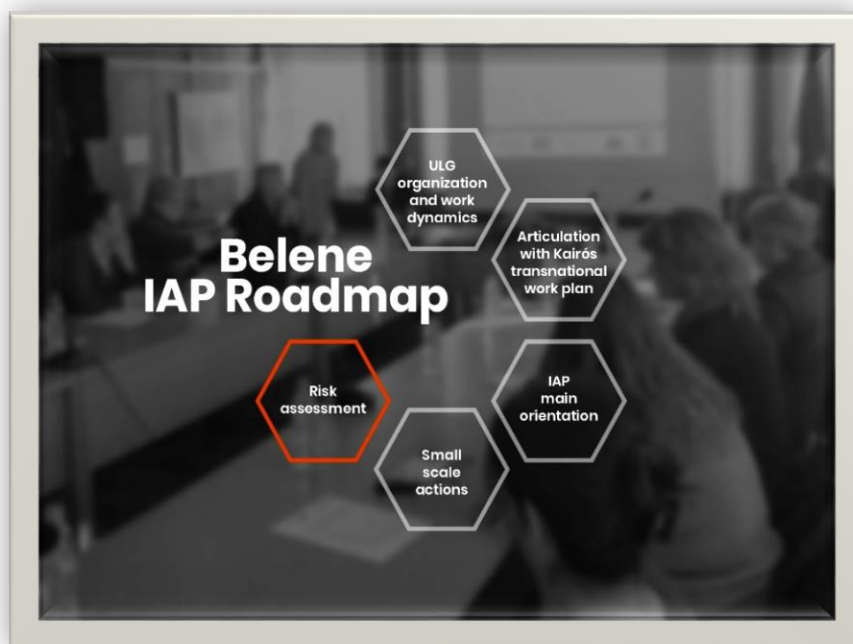 Belene
IAP Roadmap
ULG
organization
and work
dynamics
Articulation
with Kairós
transnational
work plan
IAP
main
orientation
Small
scale
actions
Risk
assessment